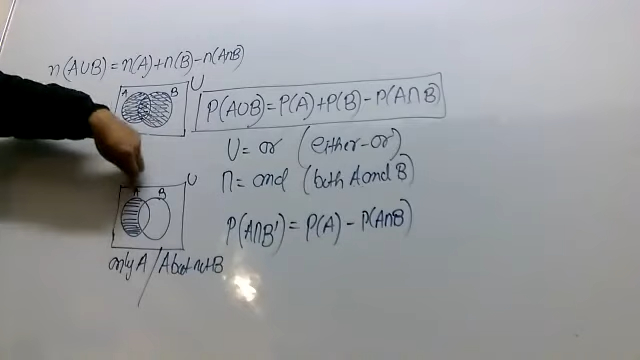 n(A∪B) = n(A)+n(B)-n(A∩B)
U
A B
P(A∪B) = P(A)+P(B)-P(A∩B)
U = or (either-or)
∩ = and (both A and B)
U
A B
P(A∩B') = P(A) - P(A∩B)
only A / A but not B